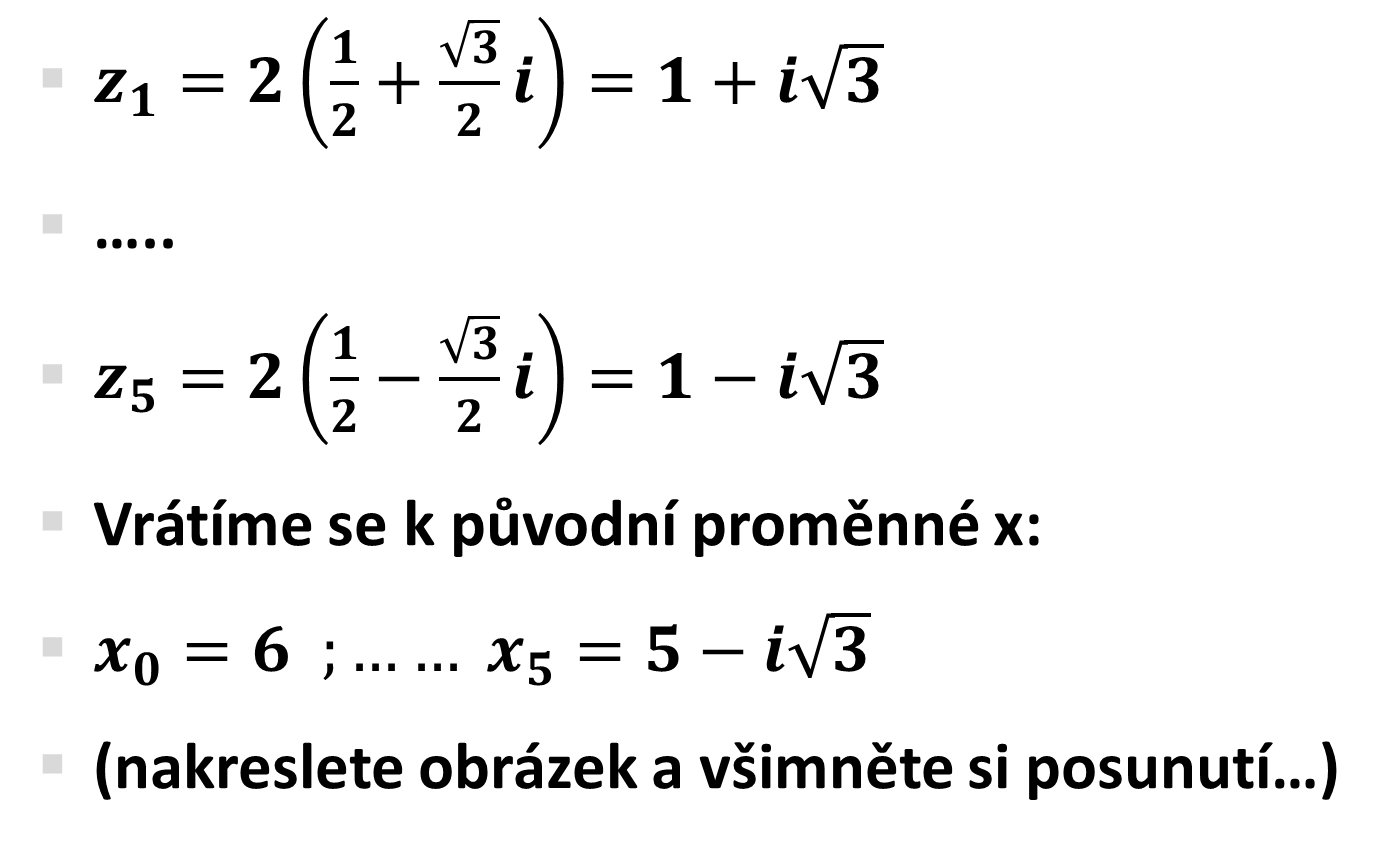 ▪ z₁ = 2(1/2 + √3/2 i) = 1 + i√3
▪ .....
▪ z₅ = 2(1/2 − √3/2 i) = 1 − i√3
▪ Vrátíme se k původní proměnné x:
▪ x₀ = 6 ; … … x₅ = 5 − i√3
▪ (nakreslete obrázek a všimněte si posunutí…)